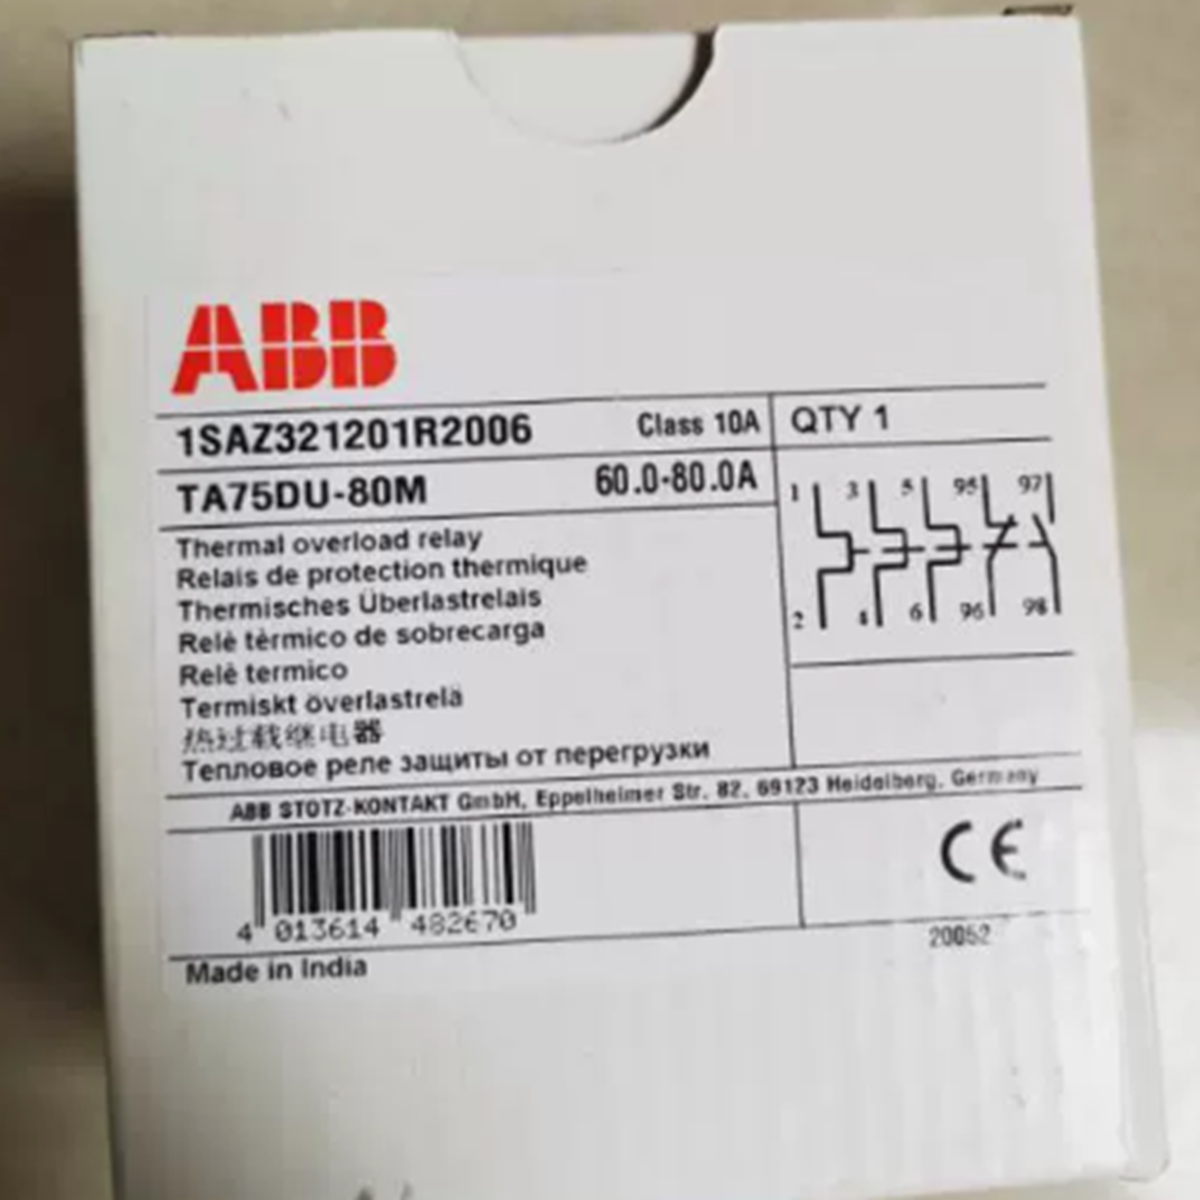 ABB
1SAZ321201R2006 Class 10A QTY 1
TA75DU-80M 60.0-80.0A
1 3 5 95 97
2 4 6 96 98
Thermal overload relay
Relais de protection thermique
Thermisches Überlastrelais
Relè tèrmico de sobrecarga
Relè termico
Termiskt överlastrelä
热过载继电器
Тепловое реле защиты от перегрузки
ABB STOTZ-KONTAKT GmbH, Eppelheimer Str. 82, 69123 Heidelberg, Germany
CE
4 013614 482670
20052
Made in India